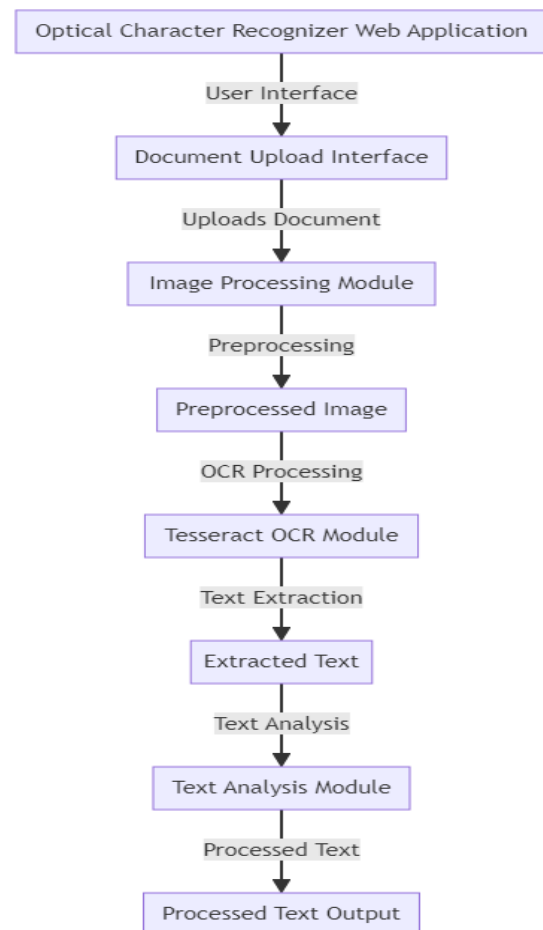 Optical Character Recognizer Web Application
User Interface
Document Upload Interface
Uploads Document
Image Processing Module
Preprocessing
Preprocessed Image
OCR Processing
Tesseract OCR Module
Text Extraction
Extracted Text
Text Analysis
Text Analysis Module
Processed Text
Processed Text Output